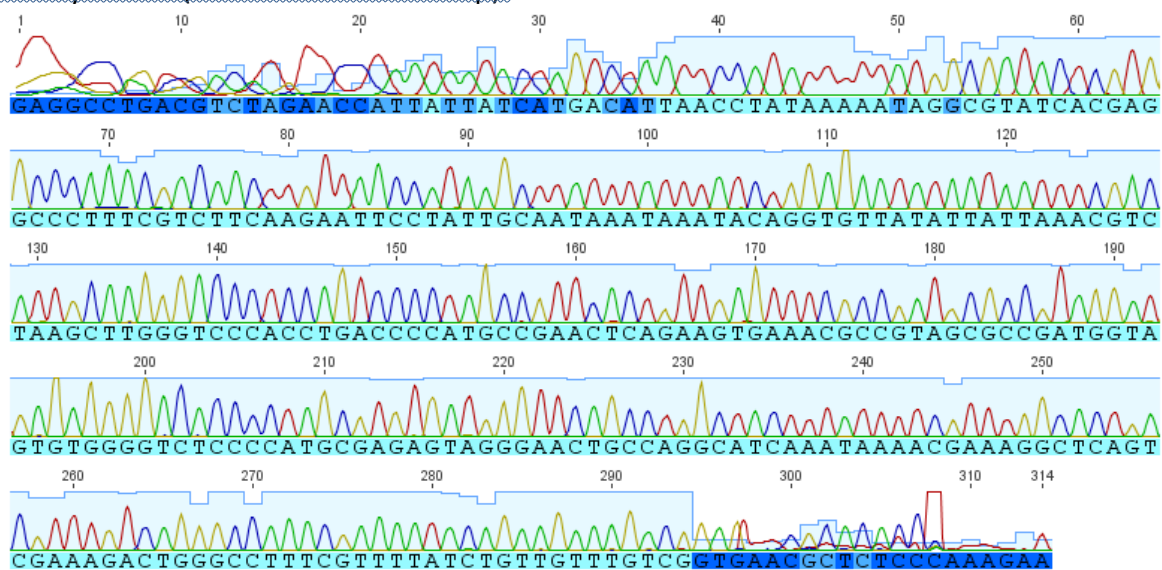 1 10 20 30 40 50 60
GAGGCCTGACGTCTAGAACCATTATTATCATGACATTAACCTATAAAAATAGGCGTATCACGAG
70 80 90 100 110 120
GCCCTTTCGTCTTCAAGAATTCCTATTGCAATAAATAAATACAGGTGTTATATTATTAAACGTC
130 140 150 160 170 180 190
TAAGCTTGGGTCCCACCTGACCCCATGCCGAACTCAGAAGTGAAACGCCGTAGCGCCGATGGTA
200 210 220 230 240 250
GTGTGGGGTCTCCCCATGCGAGAGTAGGGAACTGCCAGGCATCAAATAAAACGAAAGGCTCAGT
260 270 280 290 300 310 314
CGAAAGACTGGGCCTTTCGTTTTATCTGTTGTTTGTCGGTGAACGCTCTCCCAAAGAA